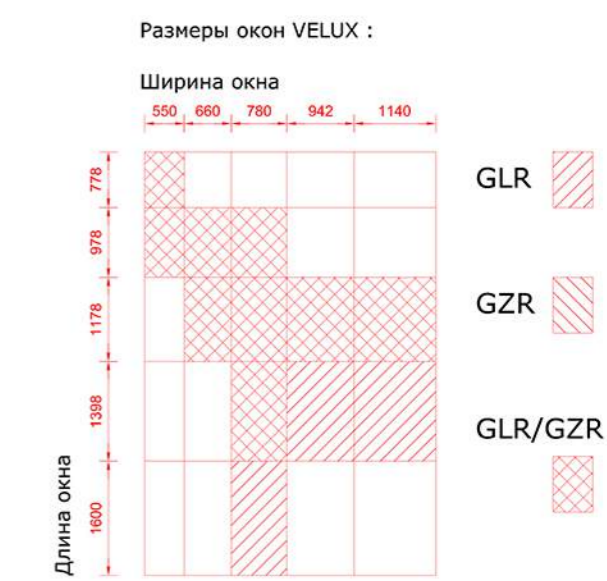 Размеры окон VELUX :
Ширина окна
550 660 780 942 1140
778
978
1178
1398
1600
Длина окна
GLR
GZR
GLR/GZR